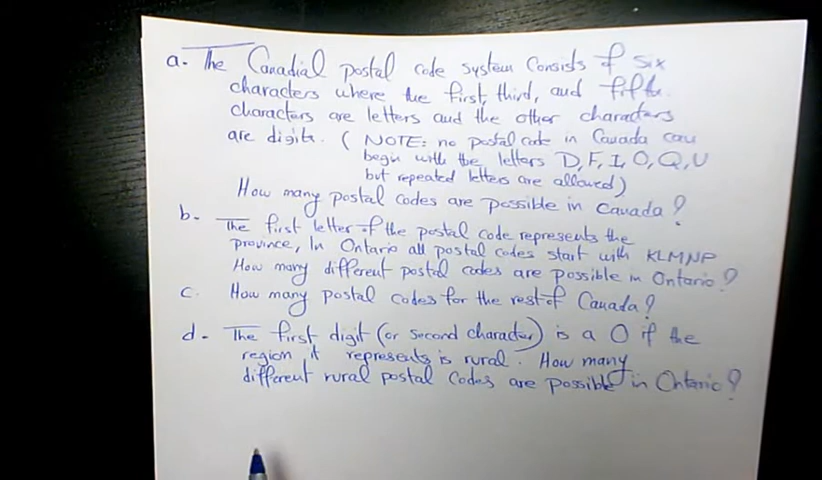 a. The Canadial postal code system Consists of six
characters where the first, third, and fifth
characters are letters and the other characters
are digits. ( NOTE: no postal code in Canada can
begin with the letters D, F, I, O, Q, U
but repeated letters are allowed)
How many postal codes are possible in Canada?
b. The first letter of the postal code represents the
province, In Ontario all postal codes start with KLMNP
How many different postal codes are possible in Ontario?
c. How many postal codes for the rest of Canada?
d. The first digit (or second character) is a 0 if the
region it represents is rural. How many
different rural postal codes are possible in Ontario?